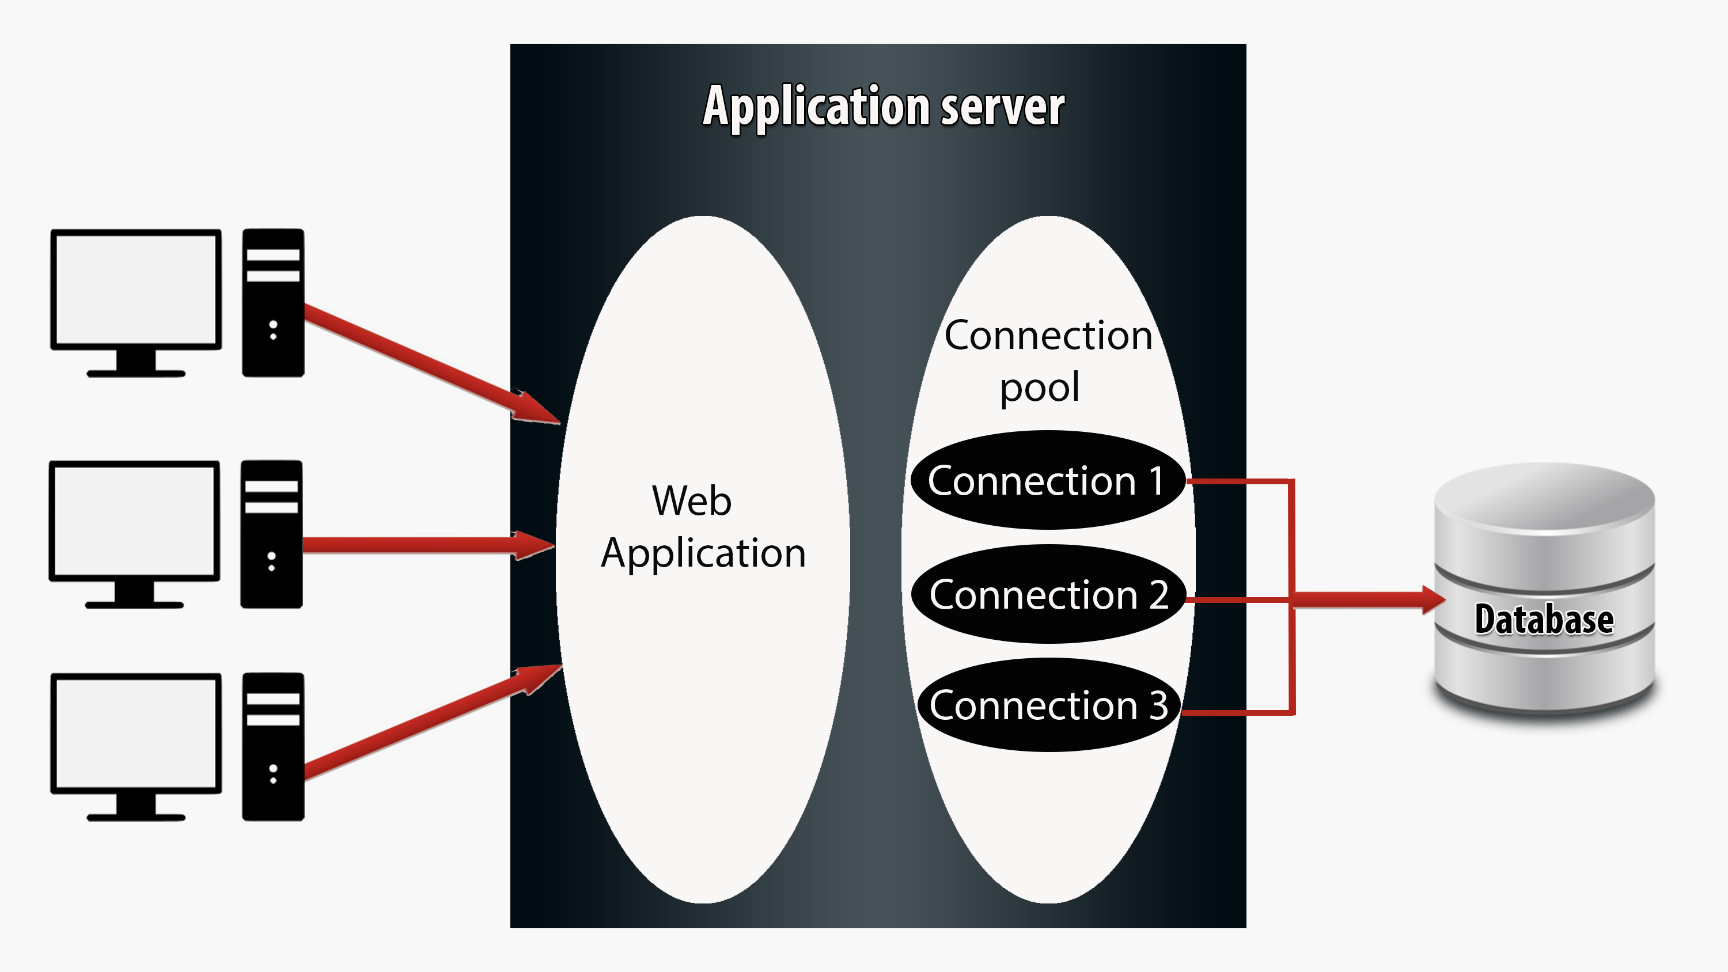 Application server
Web
Application
Connection
pool
Connection 1
Connection 2
Connection 3
Database